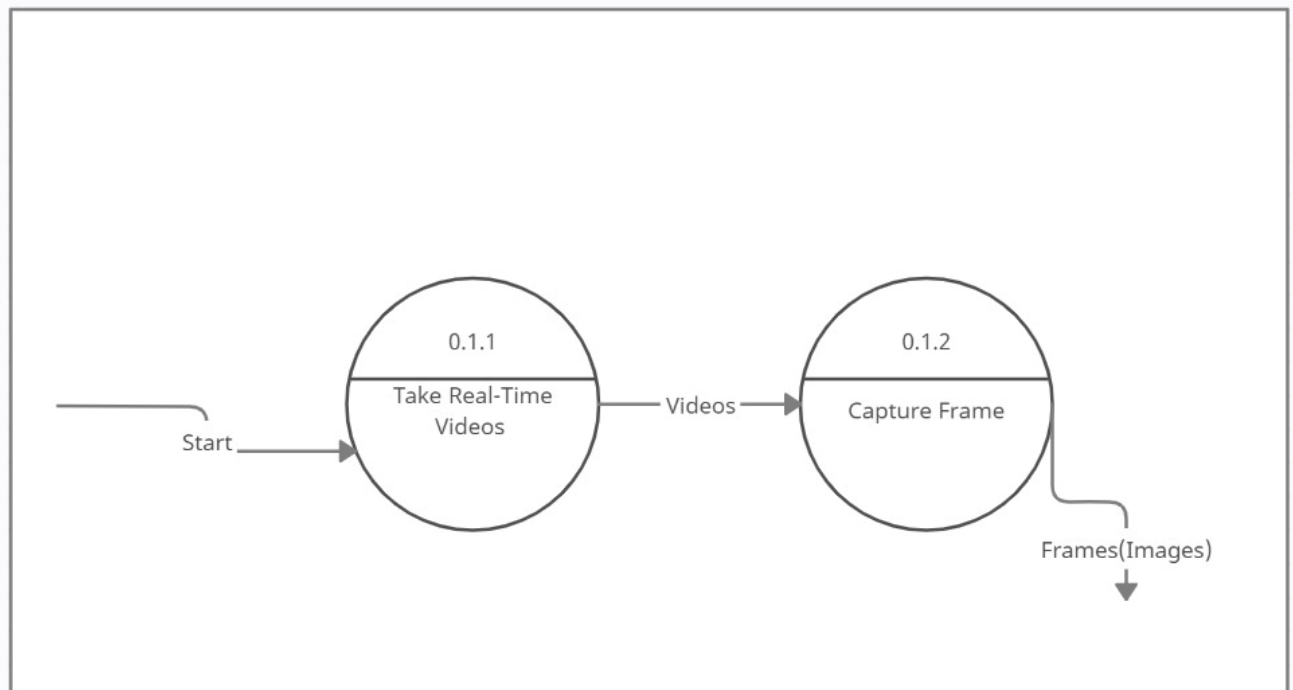 0.1.1
Take Real-Time
Videos
0.1.2
Capture Frame
Start
Videos
Frames(Images)